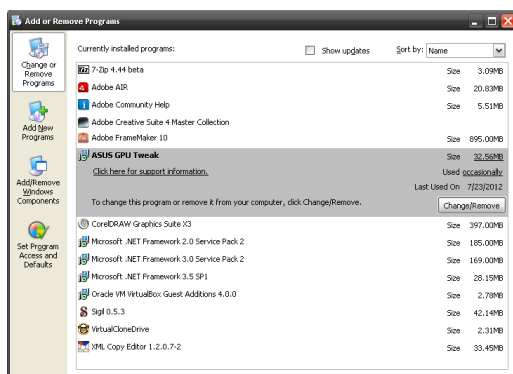 Add or Remove Programs
Change or
Remove
Programs
Add New
Programs
Add/Remove
Windows
Components
Set Program
Access and
Defaults
Currently installed programs:
Show updates
Sort by: Name
7-Zip 4.44 beta Size 3.09MB
Adobe AIR Size 20.83MB
Adobe Community Help Size 5.51MB
Adobe Creative Suite 4 Master Collection
Adobe FrameMaker 10 Size 895.00MB
ASUS GPU Tweak Size 32.56MB
Click here for support information. Used occasionally
Last Used On 7/23/2012
To change this program or remove it from your computer, click Change/Remove. Change/Remove
CorelDRAW Graphics Suite X3 Size 397.00MB
Microsoft .NET Framework 2.0 Service Pack 2 Size 185.00MB
Microsoft .NET Framework 3.0 Service Pack 2 Size 169.00MB
Microsoft .NET Framework 3.5 SP1 Size 28.15MB
Oracle VM VirtualBox Guest Additions 4.0.0 Size 2.78MB
Sigil 0.5.3 Size 42.14MB
VirtualCloneDrive Size 2.31MB
XML Copy Editor 1.2.0.7-2 Size 33.45MB